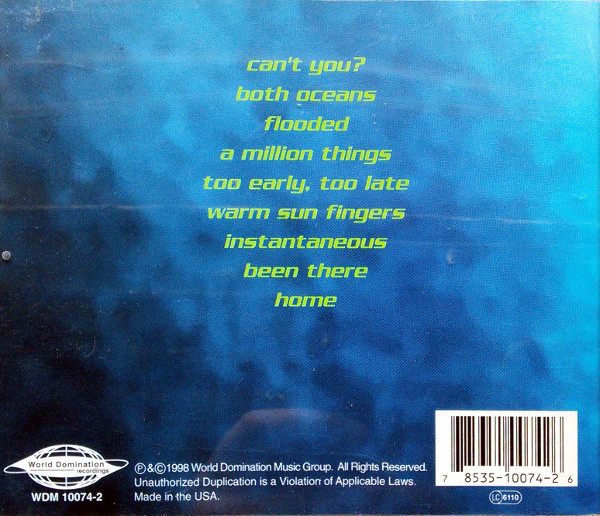 can't you?
both oceans
flooded
a million things
too early, too late
warm sun fingers
instantaneous
been there
home
World Domination
recordings
WDM 10074-2
℗&©1998 World Domination Music Group. All Rights Reserved.
Unauthorized Duplication is a Violation of Applicable Laws.
Made in the USA.
7 8535-10074-2 6
LC 6110